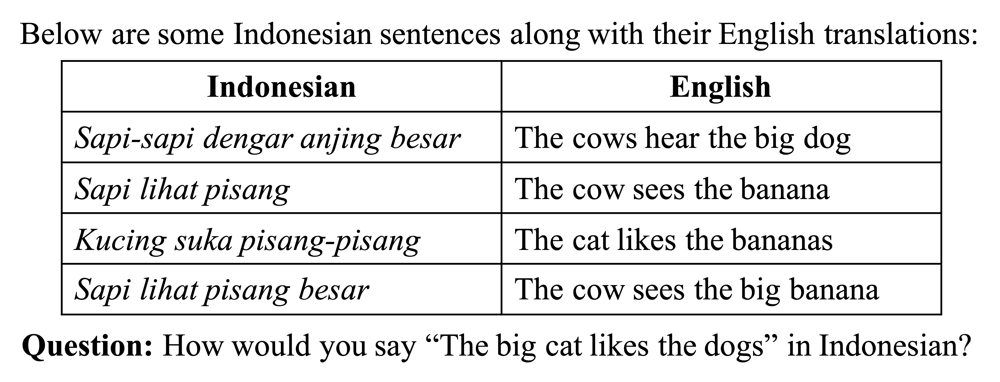 Below are some Indonesian sentences along with their English translations:
Indonesian English
Sapi-sapi dengar anjing besar The cows hear the big dog
Sapi lihat pisang The cow sees the banana
Kucing suka pisang-pisang The cat likes the bananas
Sapi lihat pisang besar The cow sees the big banana
Question: How would you say “The big cat likes the dogs” in Indonesian?